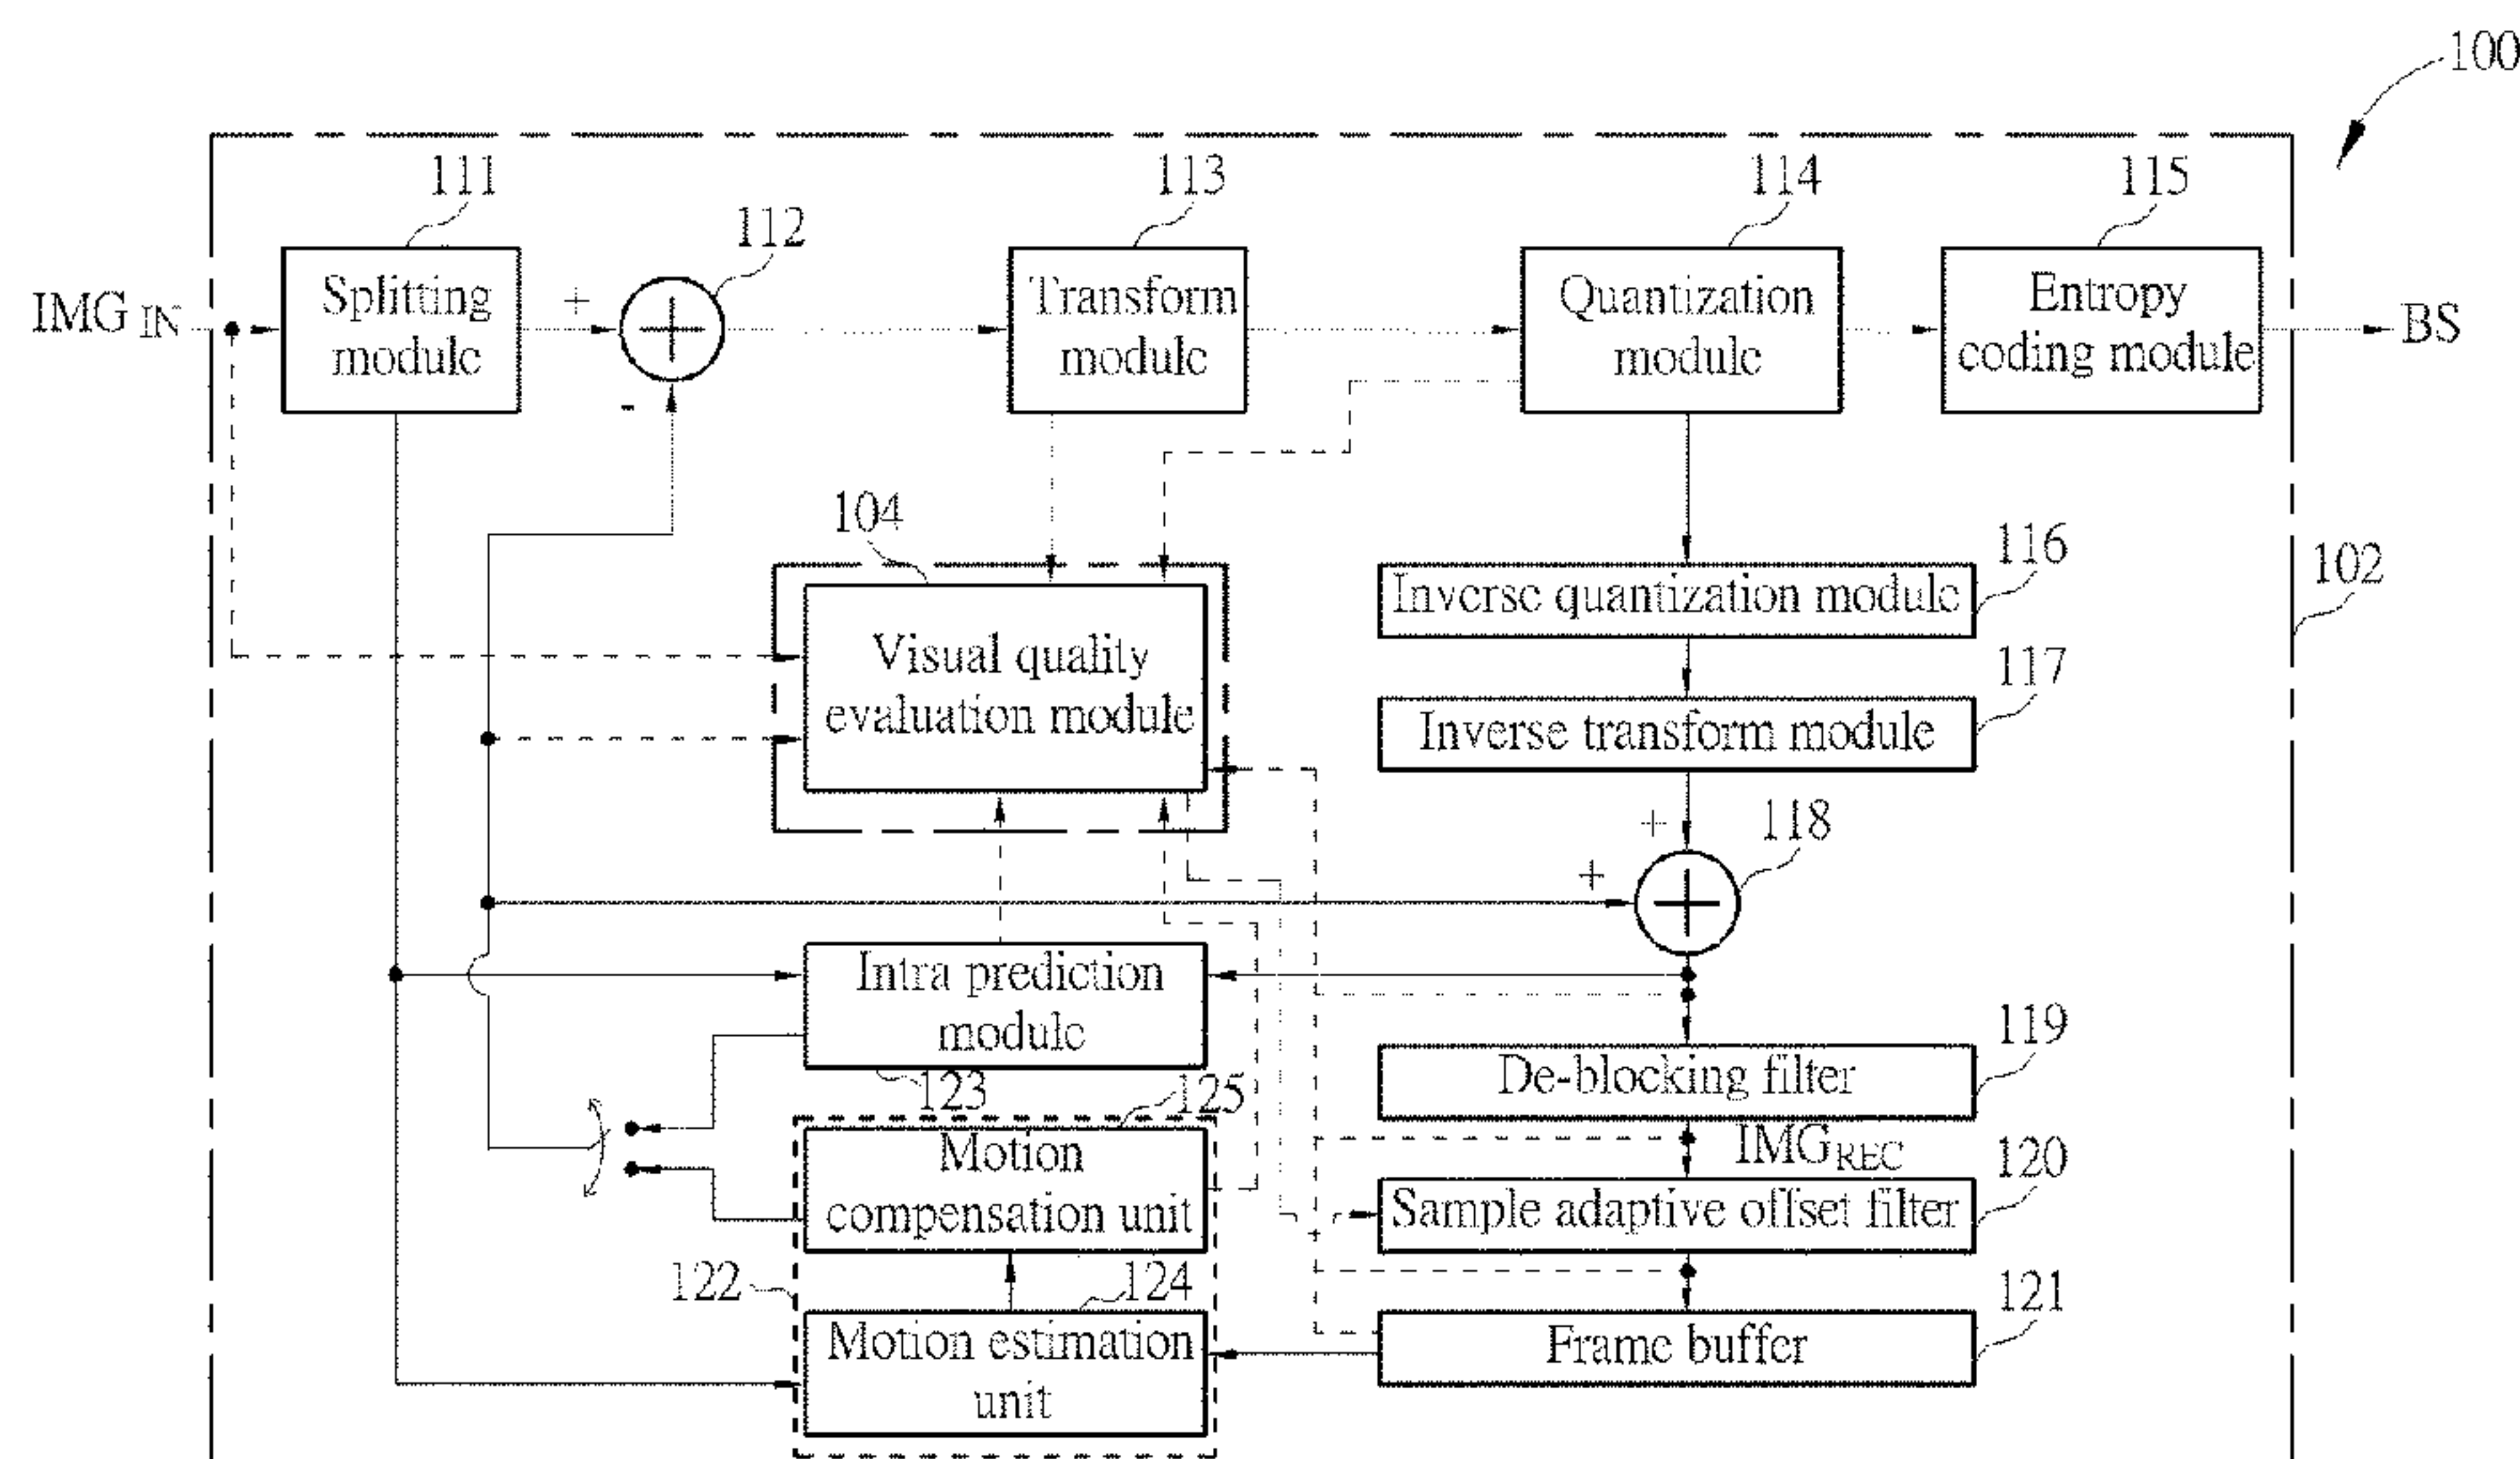 100
111
112
113
114
115
IMG IN
Splitting
module
+
-
Transform
module
Quantization
module
Entropy
coding module
BS
104
Visual quality
evaluation module
116
Inverse quantization module
102
117
Inverse transform module
+
118
+
Intra prediction
module
123
119
De-blocking filter
125
Motion
compensation unit
IMG REC
120
Sample adaptive offset filter
122
124
Motion estimation
unit
121
Frame buffer